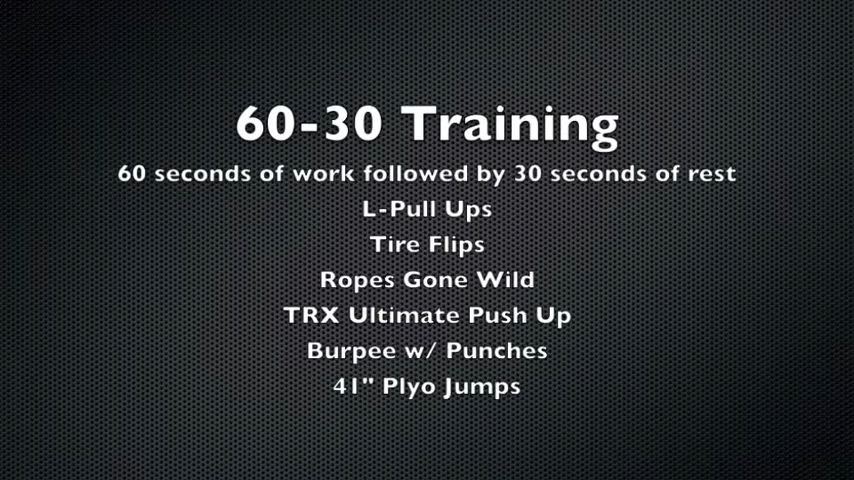 60-30 Training
60 seconds of work followed by 30 seconds of rest
L-Pull Ups
Tire Flips
Ropes Gone Wild
TRX Ultimate Push Up
Burpee w/ Punches
41" Plyo Jumps